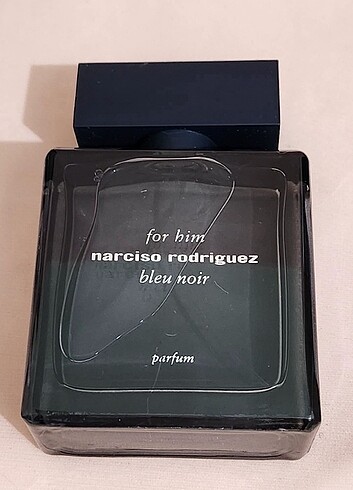 for him
narciso rodriguez
bleu noir
parfum